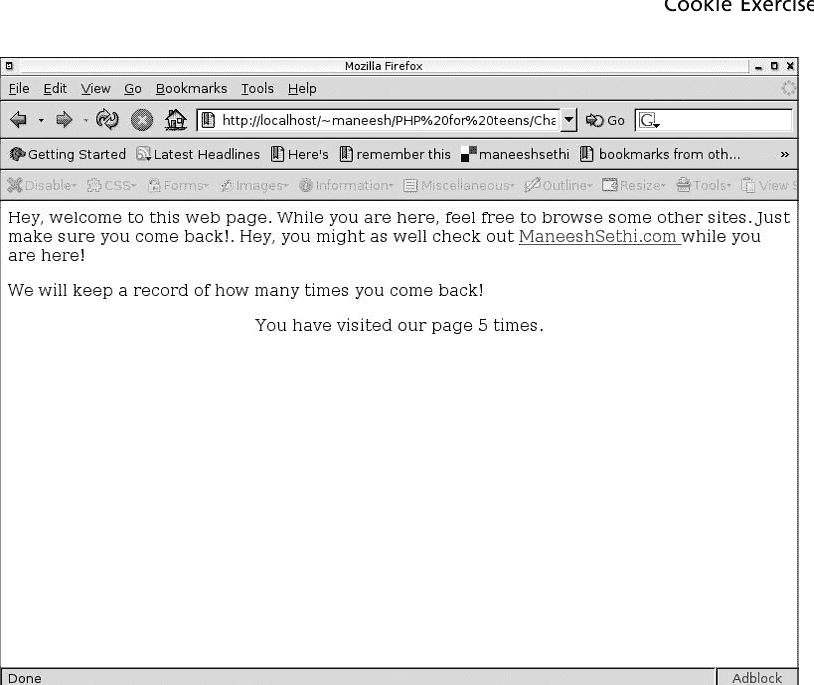 Cookie Exercise
Mozilla Firefox
File Edit View Go Bookmarks Tools Help
http://localhost/~maneesh/PHP%20for%20teens/Cha Go G
Getting Started Latest Headlines Here's remember this maneeshsethi bookmarks from oth... »
Disable CSS Forms Images Information Miscellaneous Outline Resize Tools View S
Hey, welcome to this web page. While you are here, feel free to browse some other sites. Just
make sure you come back!. Hey, you might as well check out ManeeshSethi.com while you
are here!
We will keep a record of how many times you come back!
You have visited our page 5 times.
Done Adblock